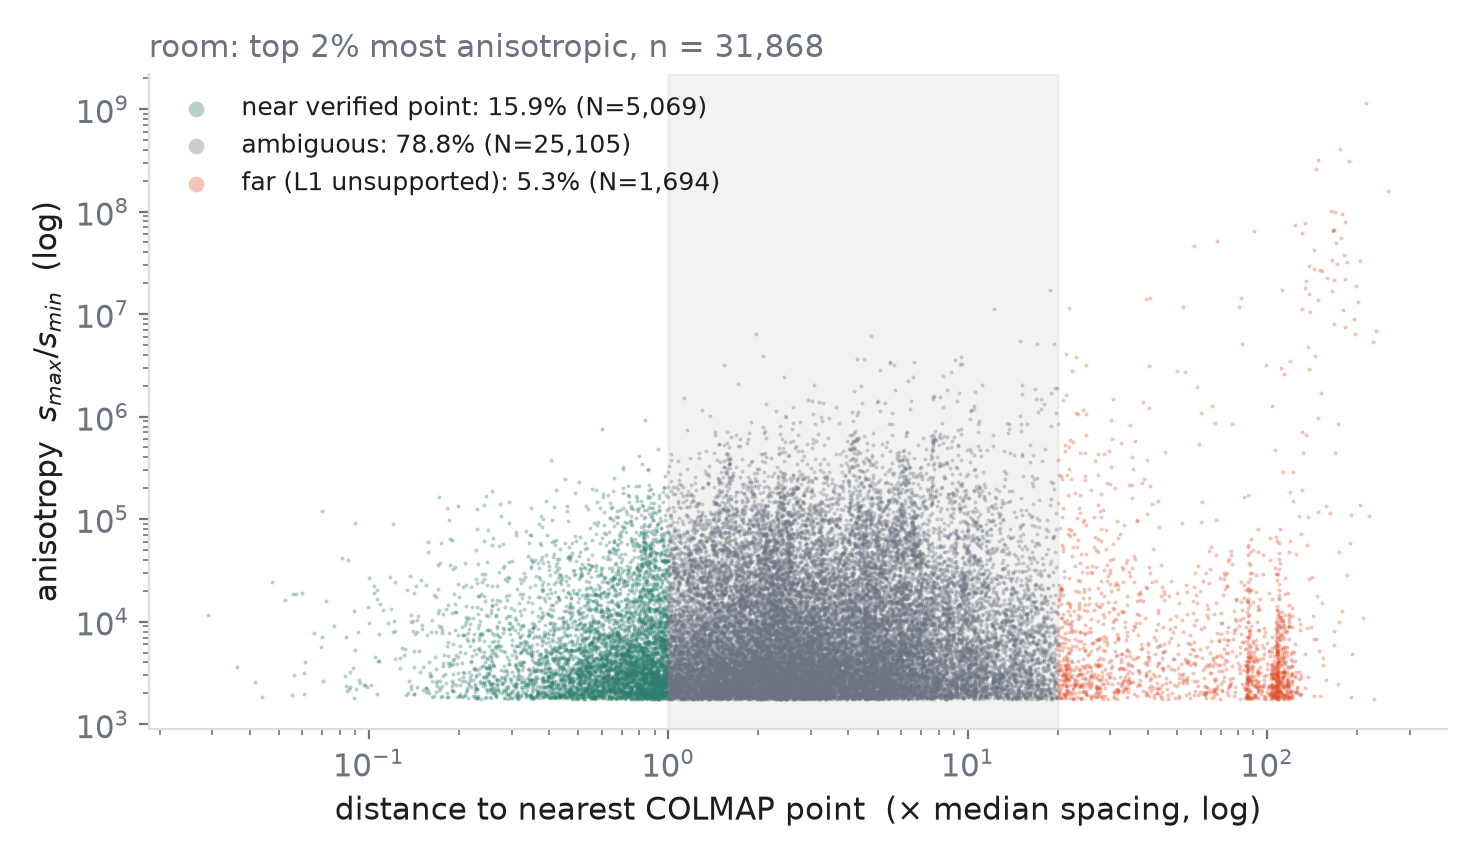 room: top 2% most anisotropic, n = 31,868
near verified point: 15.9% (N=5,069)
ambiguous: 78.8% (N=25,105)
far (L1 unsupported): 5.3% (N=1,694)
anisotropy s_max/s_min (log)
10⁹
10⁸
10⁷
10⁶
10⁵
10⁴
10³
10⁻¹ 10⁰ 10¹ 10²
distance to nearest COLMAP point (× median spacing, log)